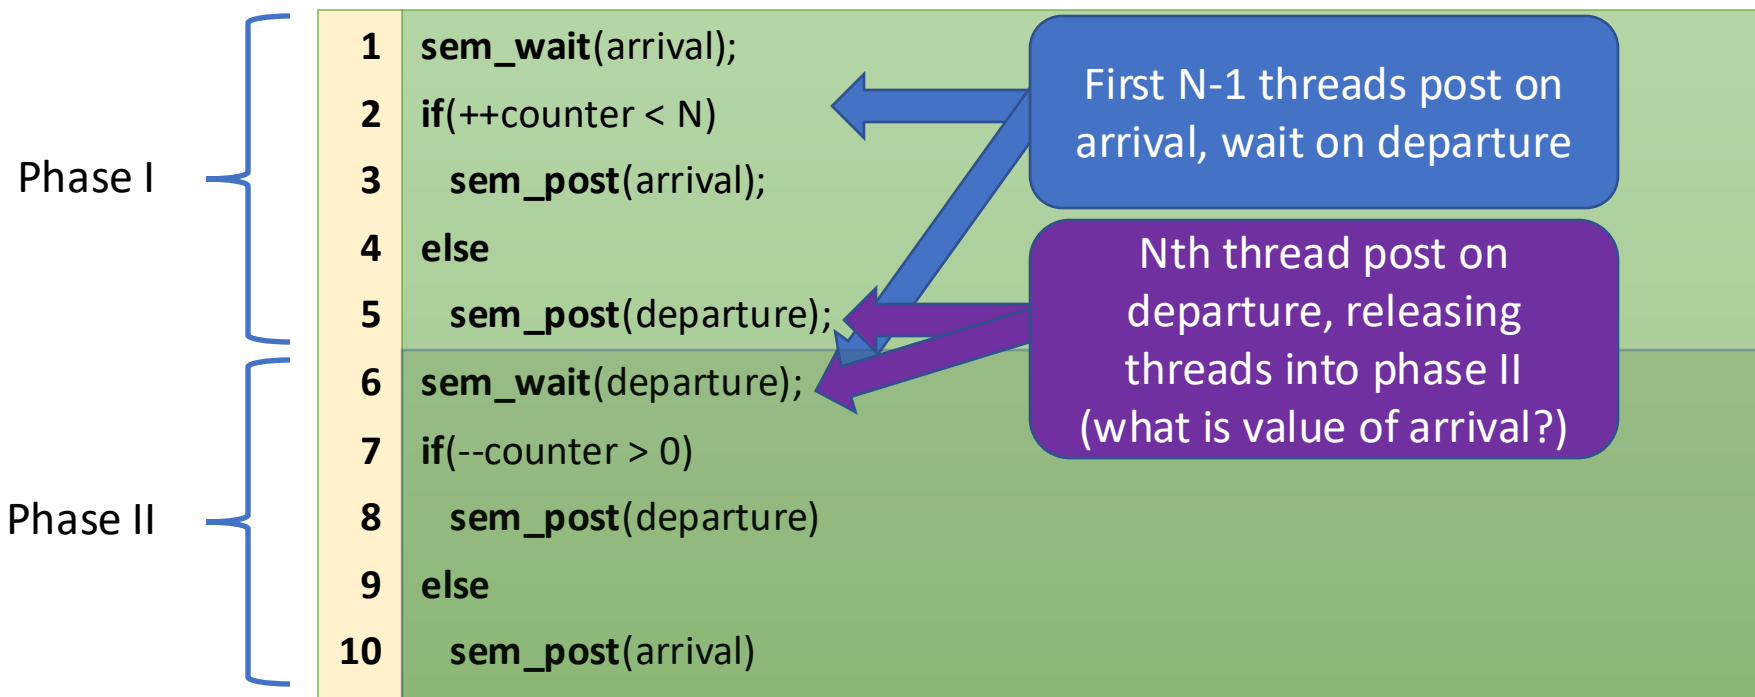 Phase I
Phase II
1 sem_wait(arrival);
2 if(++counter < N)
3 sem_post(arrival);
4 else
5 sem_post(departure);
6 sem_wait(departure);
7 if(--counter > 0)
8 sem_post(departure)
9 else
10 sem_post(arrival)
First N-1 threads post on
arrival, wait on departure
Nth thread post on
departure, releasing
threads into phase II
(what is value of arrival?)